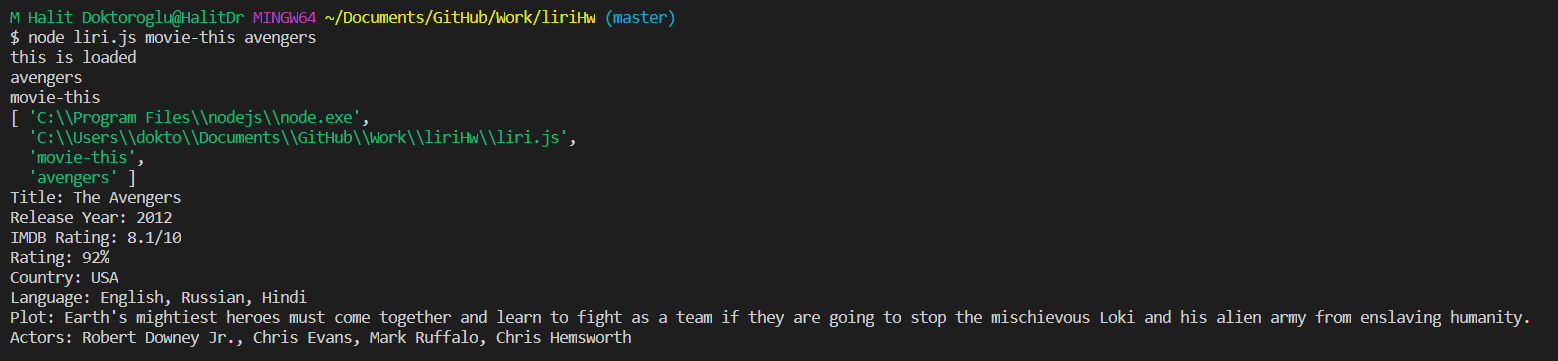 M Halit Doktoroglu@HalitDr MINGW64 ~/Documents/GitHub/Work/liriHw (master)
$ node liri.js movie-this avengers
this is loaded
avengers
movie-this
[ 'C:\\Program Files\\nodejs\\node.exe',
  'C:\\Users\\dokto\\Documents\\GitHub\\Work\\liriHw\\liri.js',
  'movie-this',
  'avengers' ]
Title: The Avengers
Release Year: 2012
IMDB Rating: 8.1/10
Rating: 92%
Country: USA
Language: English, Russian, Hindi
Plot: Earth's mightiest heroes must come together and learn to fight as a team if they are going to stop the mischievous Loki and his alien army from enslaving humanity.
Actors: Robert Downey Jr., Chris Evans, Mark Ruffalo, Chris Hemsworth